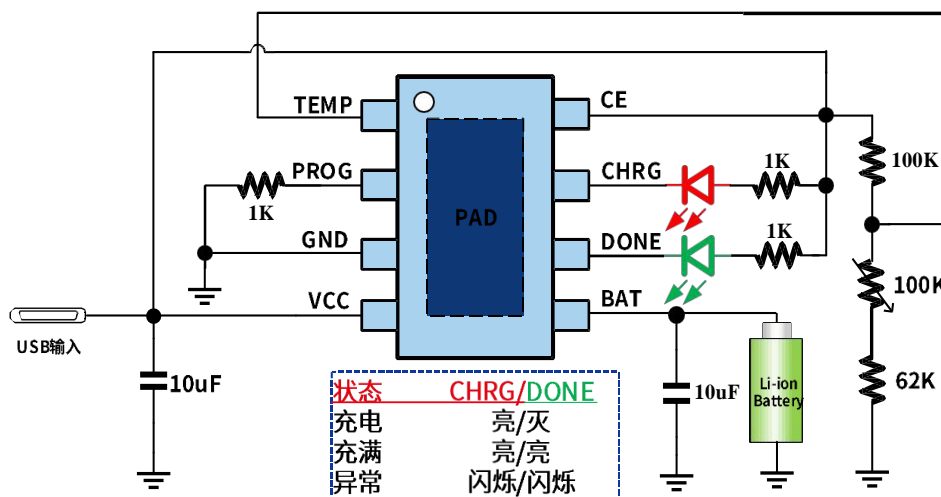 TEMP
CE
PROG
1K
CHRG
1K
100K
PAD
GND
DONE
1K
VCC
BAT
100K
USB输入
10uF
10uF
Li-ion
Battery
62K
状态 CHRG/DONE
充电 亮/灭
充满 亮/亮
异常 闪烁/闪烁